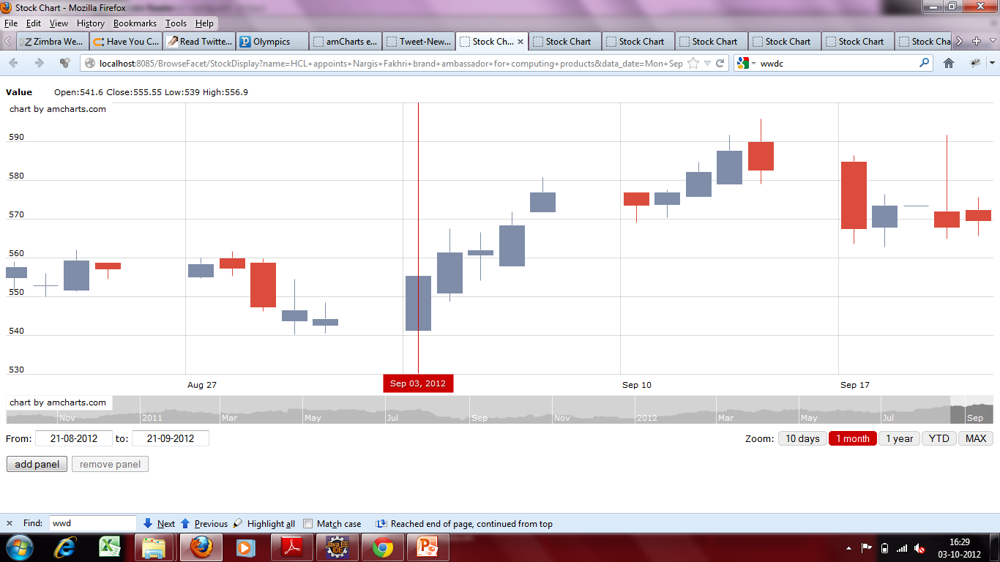 Stock Chart - Mozilla Firefox
File Edit View History Bookmarks Tools Help
Zimbra We... Have You C... Read Twitte... Olympics amCharts e... Tweet-New... Stock Ch... Stock Chart Stock Chart Stock Chart Stock Chart Stock Chart Stock Cha
localhost:8085/BrowseFacet/StockDisplay?name=HCL+appoints+Nargis+Fakhri+brand+ambassador+for+computing+products&data_date=Mon+Sep wwdc
Value Open:541.6 Close:555.55 Low:539 High:556.9
chart by amcharts.com
590
580
570
560
550
540
530
Aug 27 Sep 03, 2012 Sep 10 Sep 17
chart by amcharts.com
Nov 2011 Mar May Jul Sep Nov 2012 Mar May Jul Sep
From: 21-08-2012 to: 21-09-2012 Zoom: 10 days 1 month 1 year YTD MAX
add panel remove panel
Find: wwd Next Previous Highlight all Match case Reached end of page, continued from top
Java EE
IDE
16:29
03-10-2012